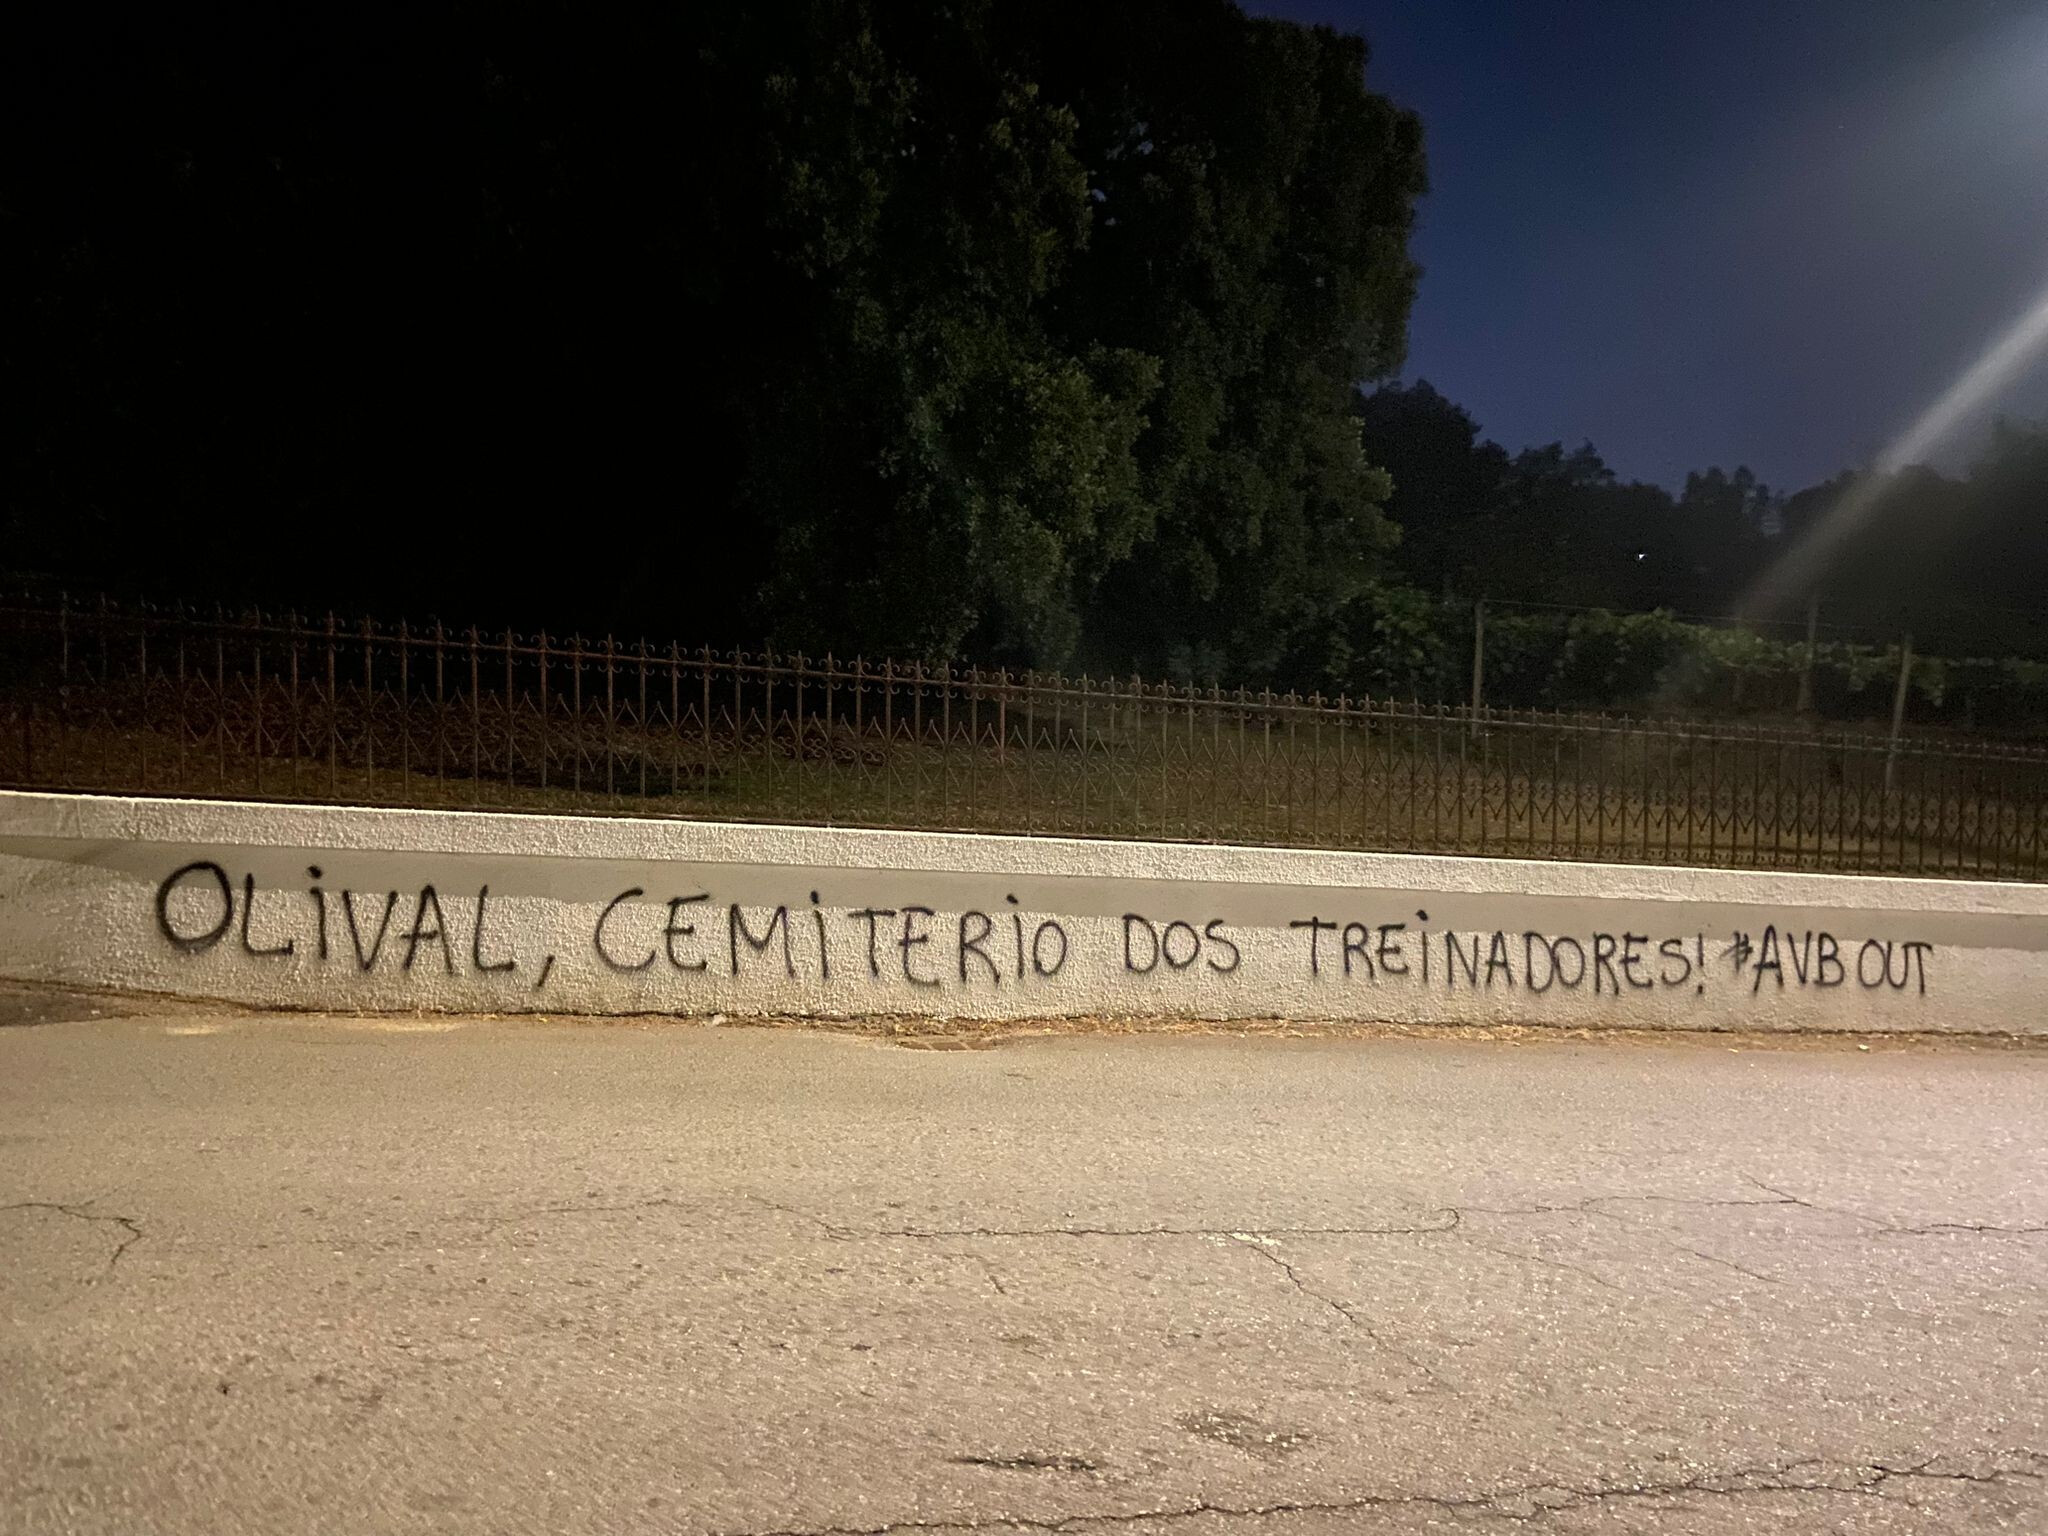 OLIVAL, CEMITERIO DOS TREINADORES! #AVB OUT